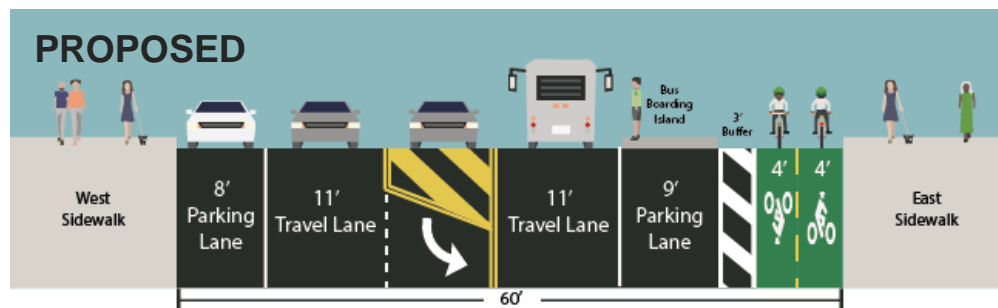 PROPOSED
Bus
Boarding
Island
3'
Buffer
West
Sidewalk
8'
Parking
Lane
11'
Travel Lane
11'
Travel Lane
9'
Parking
Lane
4'
4'
East
Sidewalk
60'